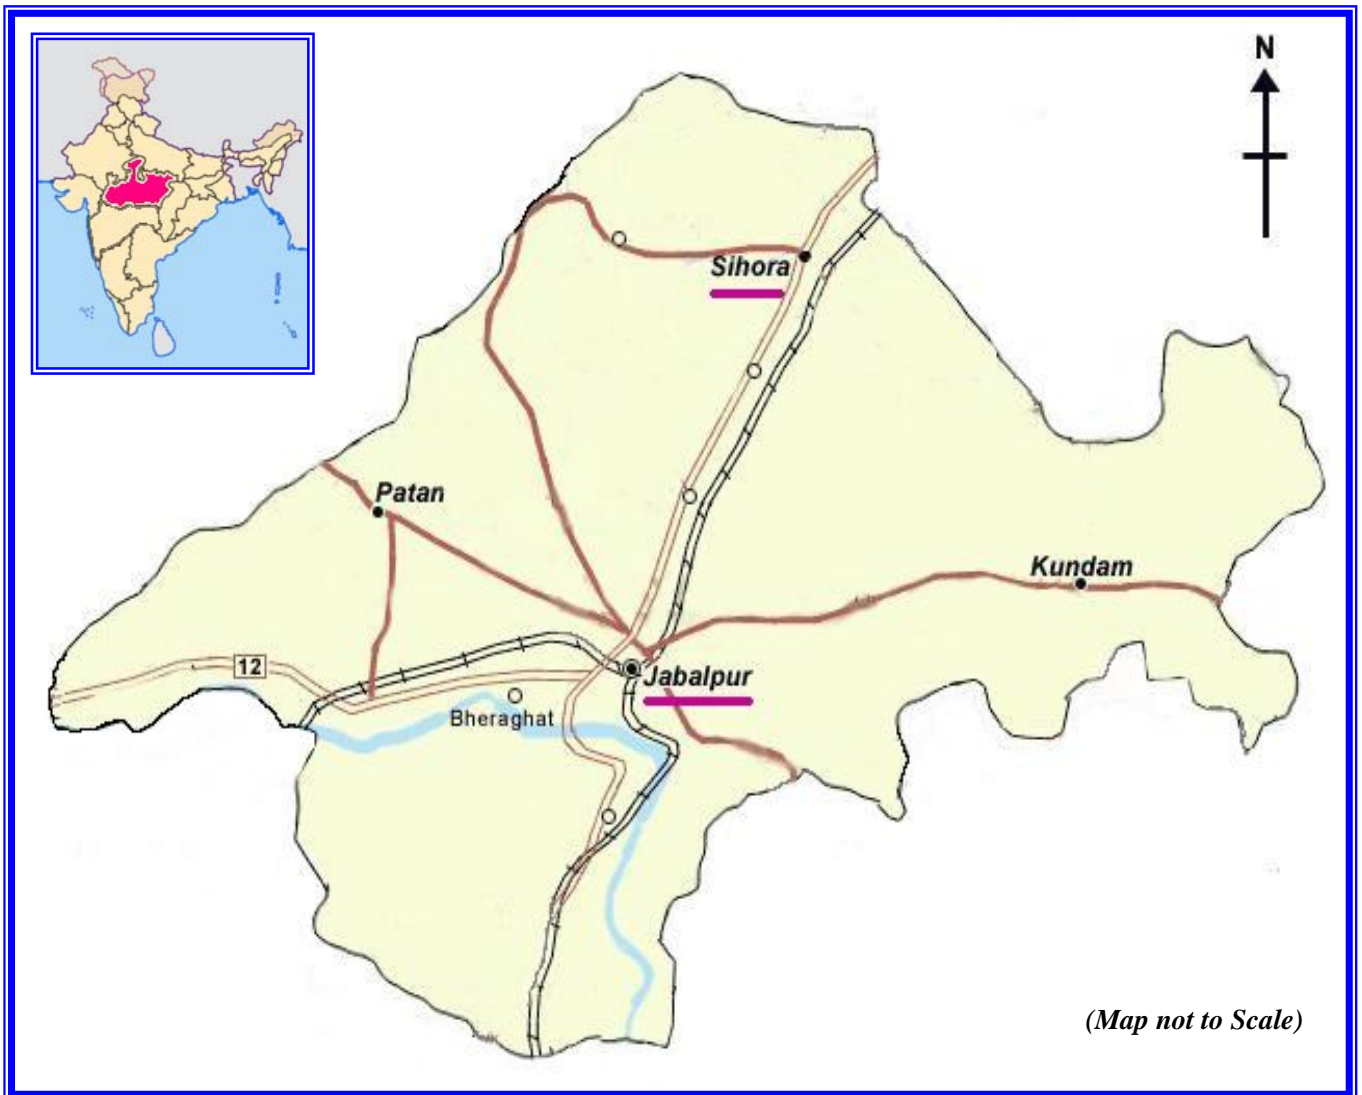 N
Sihora
Patan
Kundam
12
Jabalpur
Bheraghat
(Map not to Scale)